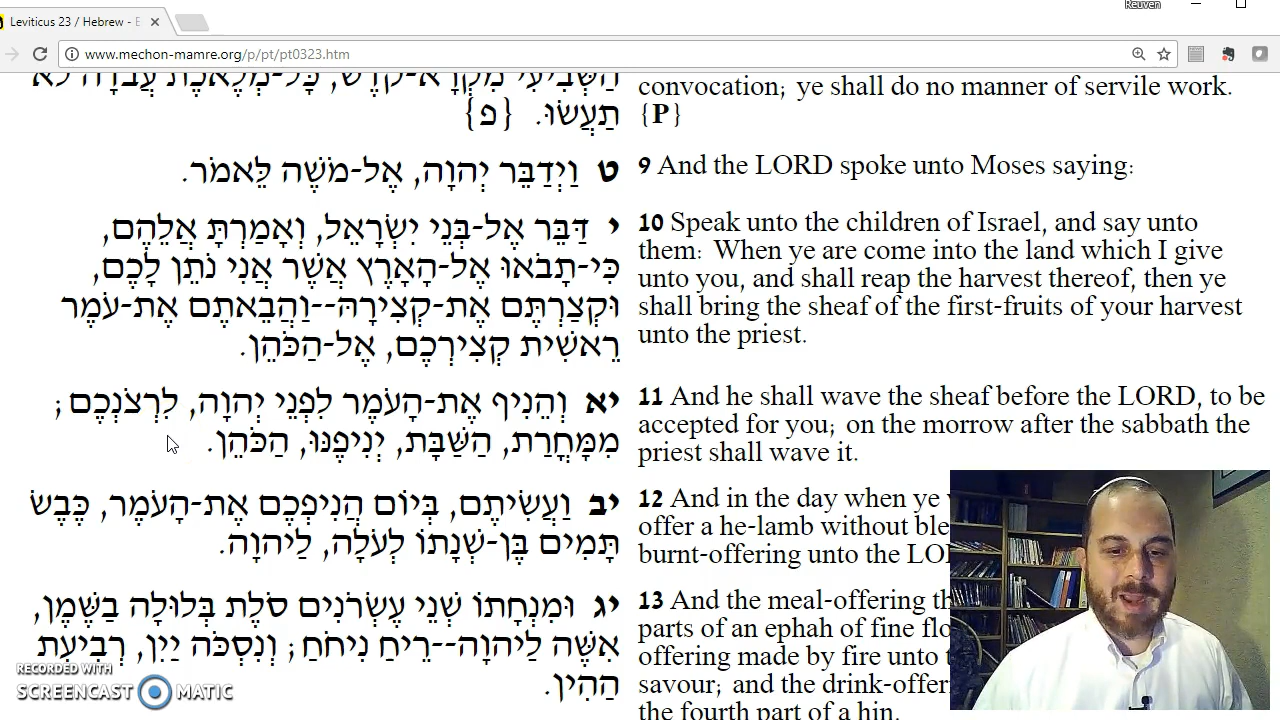 Reuven
Leviticus 23 / Hebrew - E
www.mechon-mamre.org/p/pt/pt0323.htm
הַשְּׁבִיעִי מִקְרָא-קֹדֶשׁ, כָּל-מְלֶאכֶת עֲבֹדָה לֹא
תַעֲשׂוּ. {פ}
convocation; ye shall do no manner of servile work.
{P}
ט וַיְדַבֵּר יְהוָה, אֶל-מֹשֶׁה לֵּאמֹר.
9 And the LORD spoke unto Moses saying:
י דַּבֵּר אֶל-בְּנֵי יִשְׂרָאֵל, וְאָמַרְתָּ אֲלֵהֶם,
כִּי-תָבֹאוּ אֶל-הָאָרֶץ אֲשֶׁר אֲנִי נֹתֵן לָכֶם,
וּקְצַרְתֶּם אֶת-קְצִירָהּ--וַהֲבֵאתֶם אֶת-עֹמֶר
רֵאשִׁית קְצִירְכֶם, אֶל-הַכֹּהֵן.
10 Speak unto the children of Israel, and say unto
them: When ye are come into the land which I give
unto you, and shall reap the harvest thereof, then ye
shall bring the sheaf of the first-fruits of your harvest
unto the priest.
יא וְהֵנִיף אֶת-הָעֹמֶר לִפְנֵי יְהוָה, לִרְצֹנְכֶם;
מִמָּחֳרַת, הַשַּׁבָּת, יְנִיפֶנּוּ, הַכֹּהֵן.
11 And he shall wave the sheaf before the LORD, to be
accepted for you; on the morrow after the sabbath the
priest shall wave it.
יב וַעֲשִׂיתֶם, בְּיוֹם הֲנִיפְכֶם אֶת-הָעֹמֶר, כֶּבֶשׂ
תָּמִים בֶּן-שְׁנָתוֹ לְעֹלָה, לַיהוָה.
12 And in the day when ye
offer a he-lamb without ble
burnt-offering unto the LO
יג וּמִנְחָתוֹ שְׁנֵי עֶשְׂרֹנִים סֹלֶת בְּלוּלָה בַשֶּׁמֶן,
אִשֶּׁה לַיהוָה--רֵיחַ נִיחֹחַ; וְנִסְכֹּה יַיִן, רְבִיעִת
הַהִין.
13 And the meal-offering th
parts of an ephah of fine flo
offering made by fire unto
savour; and the drink-offeri
the fourth part of a hin.
RECORDED WITH
SCREENCAST MATIC